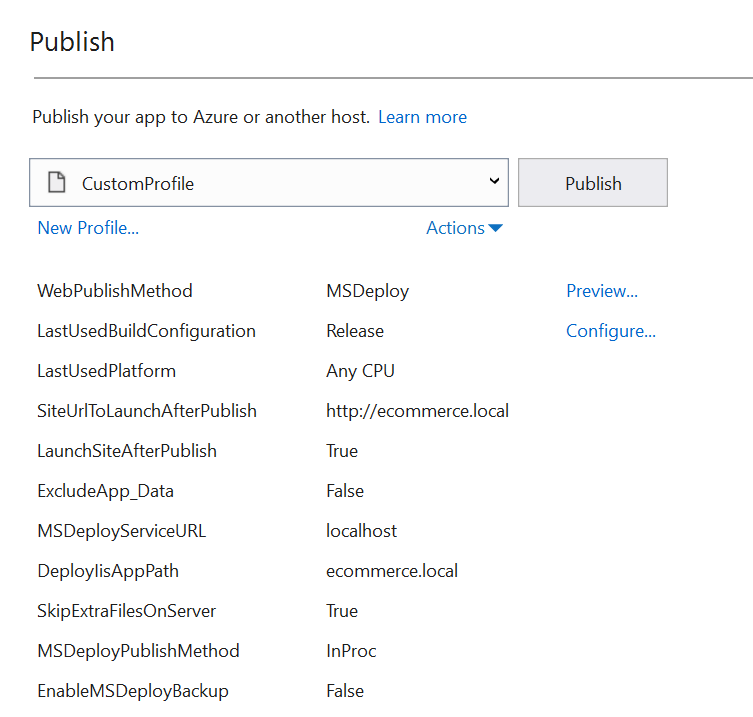 Publish
Publish your app to Azure or another host. Learn more
CustomProfile Publish
New Profile... Actions
WebPublishMethod MSDeploy Preview...
LastUsedBuildConfiguration Release Configure...
LastUsedPlatform Any CPU
SiteUrlToLaunchAfterPublish http://ecommerce.local
LaunchSiteAfterPublish True
ExcludeApp_Data False
MSDeployServiceURL localhost
DeployIisAppPath ecommerce.local
SkipExtraFilesOnServer True
MSDeployPublishMethod InProc
EnableMSDeployBackup False